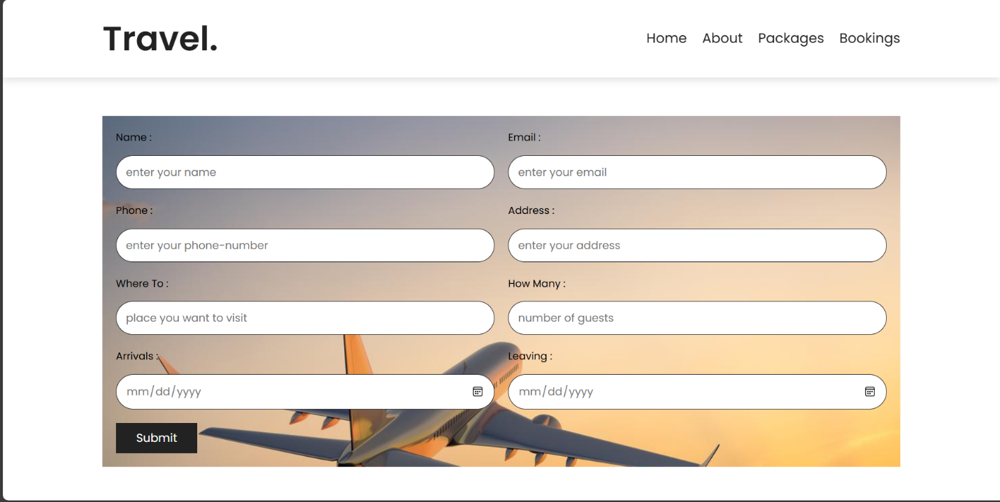 Travel.
Home About Packages Bookings
Name : Email :
enter your name enter your email
Phone : Address :
enter your phone-number enter your address
Where To : How Many :
place you want to visit number of guests
Arrivals : Leaving :
mm/dd/yyyy mm/dd/yyyy
Submit